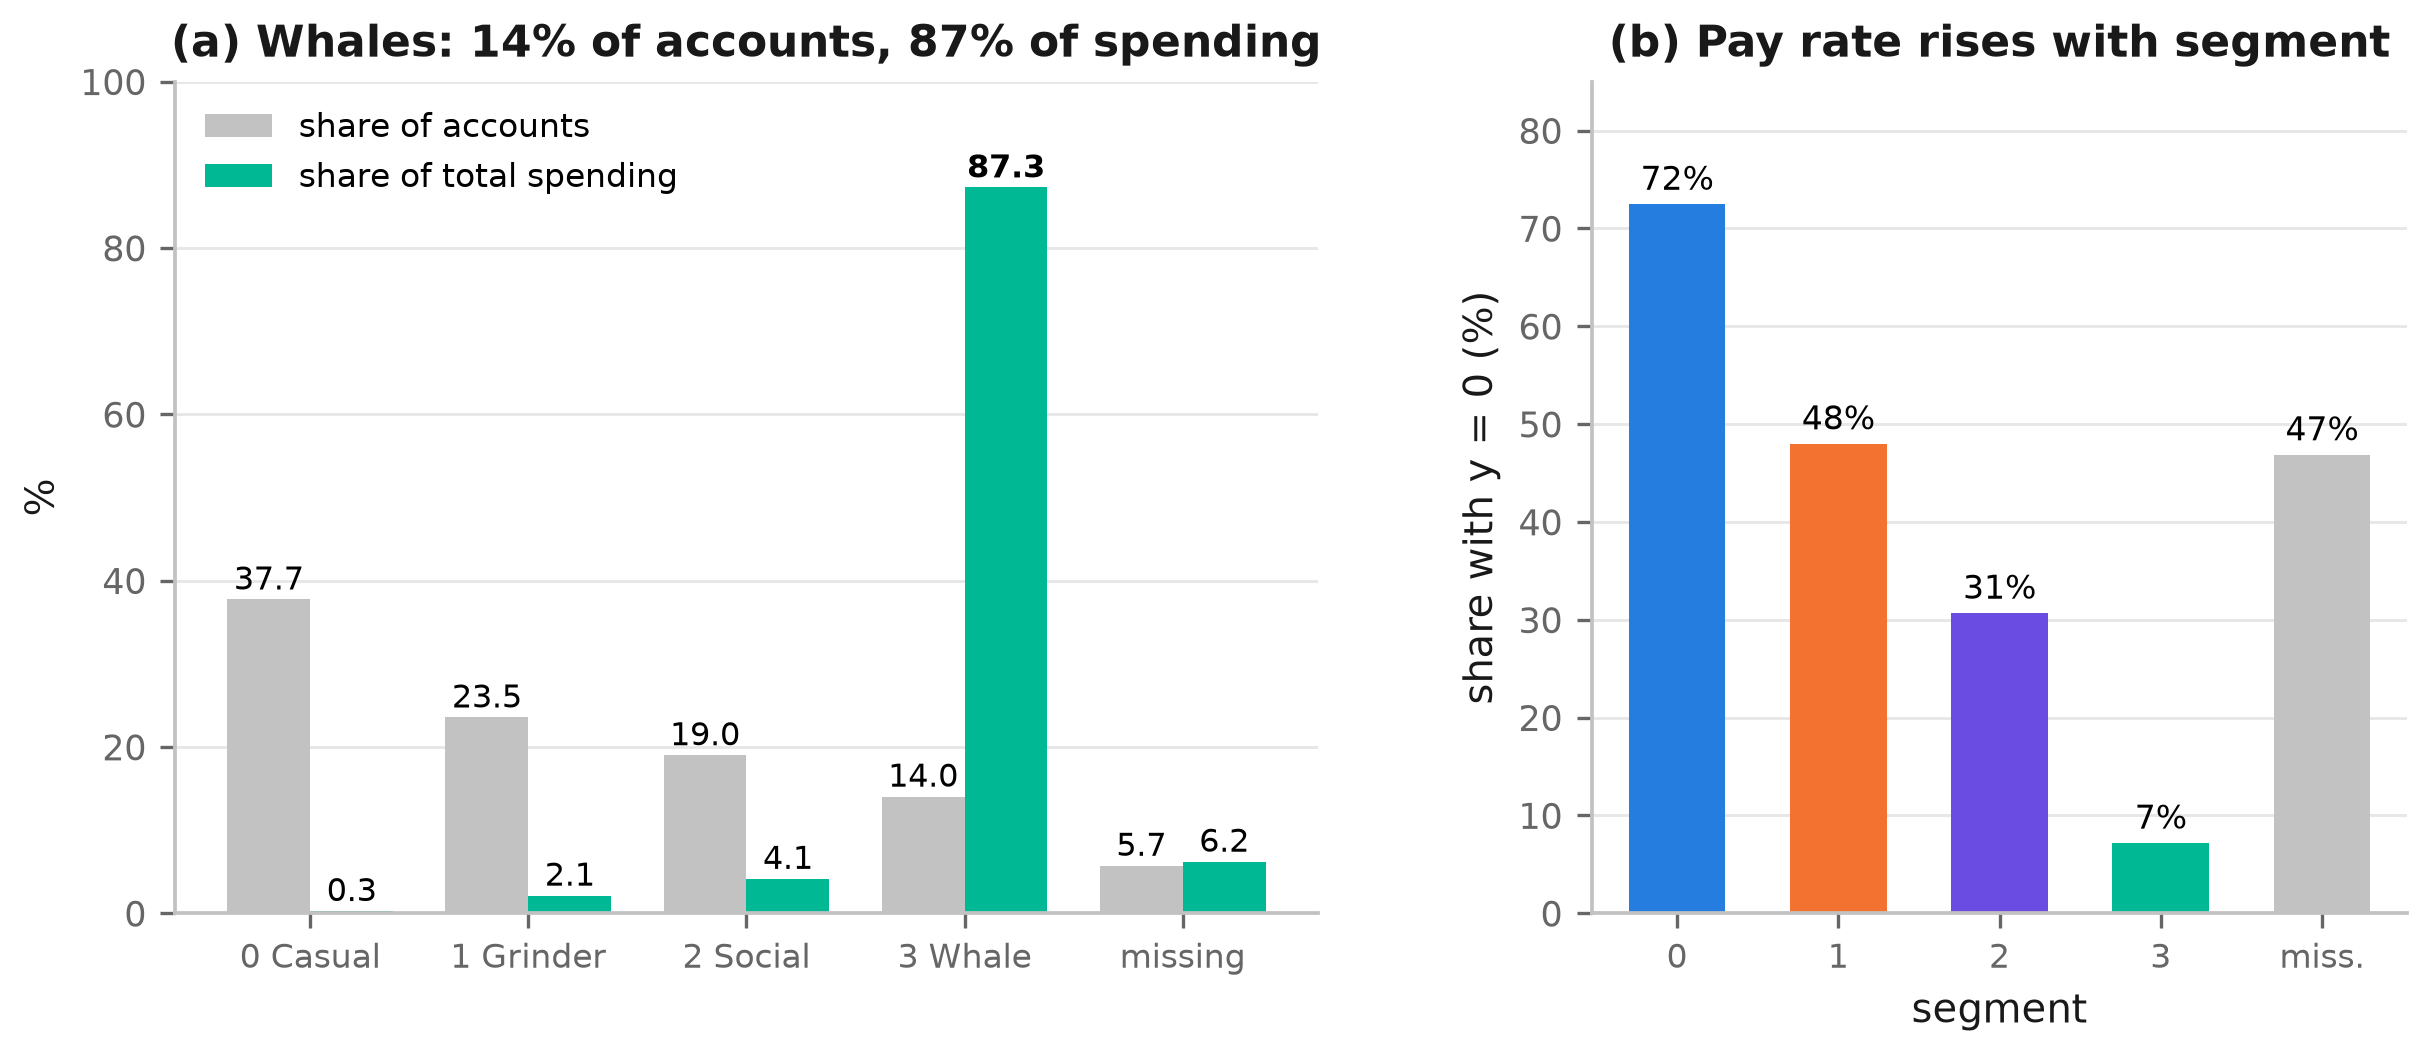 (a) Whales: 14% of accounts, 87% of spending
100
80
60
40
20
0
%
share of accounts
share of total spending
37.7
0.3
23.5
2.1
19.0
4.1
14.0
87.3
5.7
6.2
0 Casual
1 Grinder
2 Social
3 Whale
missing
(b) Pay rate rises with segment
80
70
60
50
40
30
20
10
0
share with y = 0 (%)
72%
48%
31%
7%
47%
0
1
2
3
miss.
segment